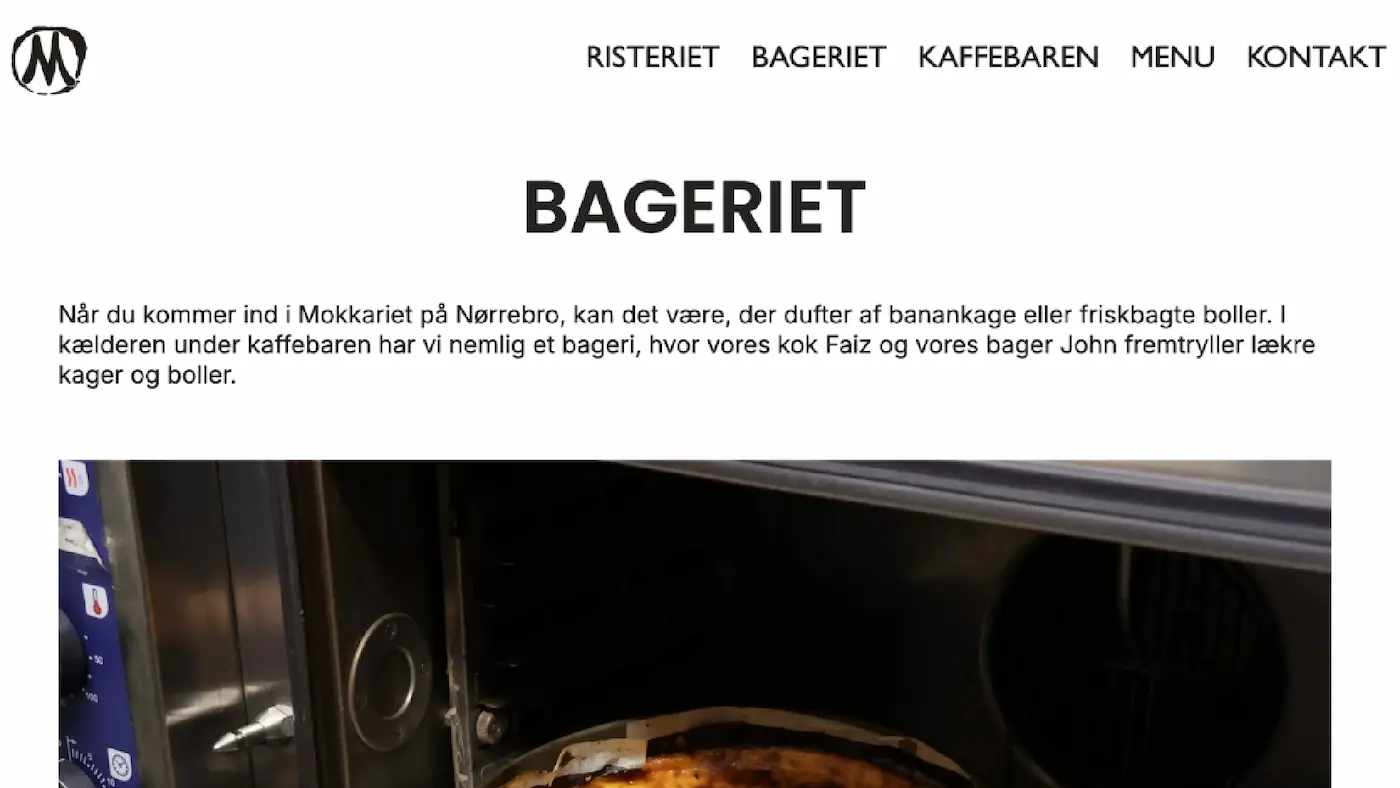 M
RISTERIET BAGERIET KAFFEBAREN MENU KONTAKT
BAGERIET
Når du kommer ind i Mokkariet på Nørrebro, kan det være, der dufter af banankage eller friskbagte boller. I
kælderen under kaffebaren har vi nemlig et bageri, hvor vores kok Faiz og vores bager John fremtryller lækre
kager og boller.
50